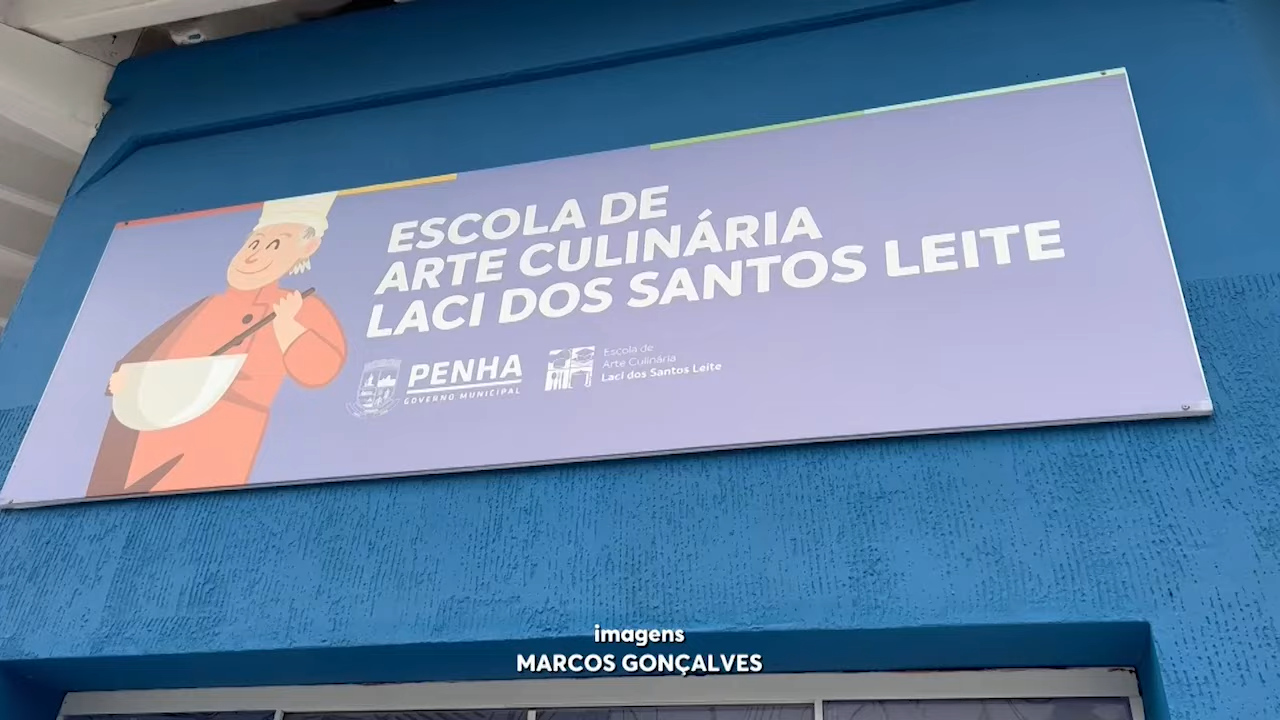 ESCOLA DE
ARTE CULINÁRIA
LACI DOS SANTOS LEITE
PENHA
GOVERNO MUNICIPAL
Escola de
Arte Culinária
Laci dos Santos Leite
imagens
MARCOS GONÇALVES